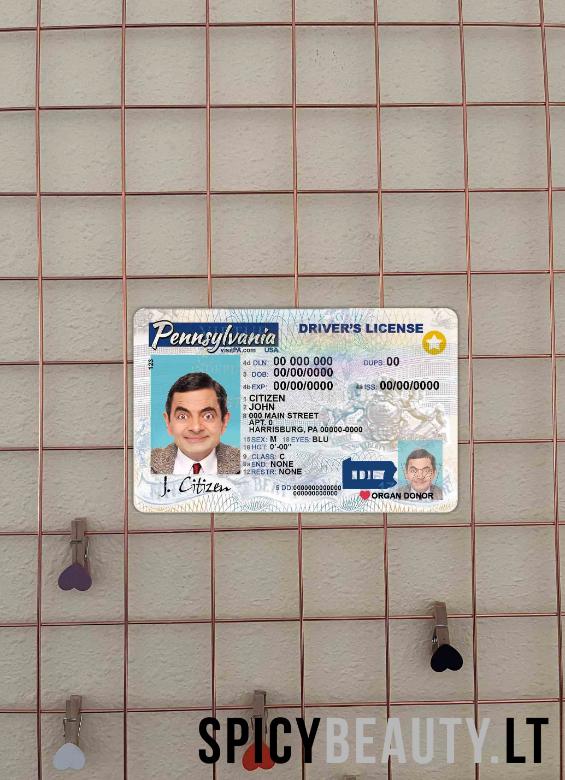 Pennsylvania
visitPA.com USA
DRIVER'S LICENSE
123
4d DLN: 00 000 000 DUPS: 00
3 DOB: 00/00/0000
4b EXP: 00/00/0000 4a ISS: 00/00/0000
1 CITIZEN
2 JOHN
8 000 MAIN STREET
APT. 0
HARRISBURG, PA 00000-0000
15 SEX: M 18 EYES: BLU
16 HGT: 0'-00"
9 CLASS: C
9a END: NONE
12 RESTR: NONE
J. Citizen
5 DD:0000000000000
000000000000
ORGAN DONOR
SPICYBEAUTY.LT